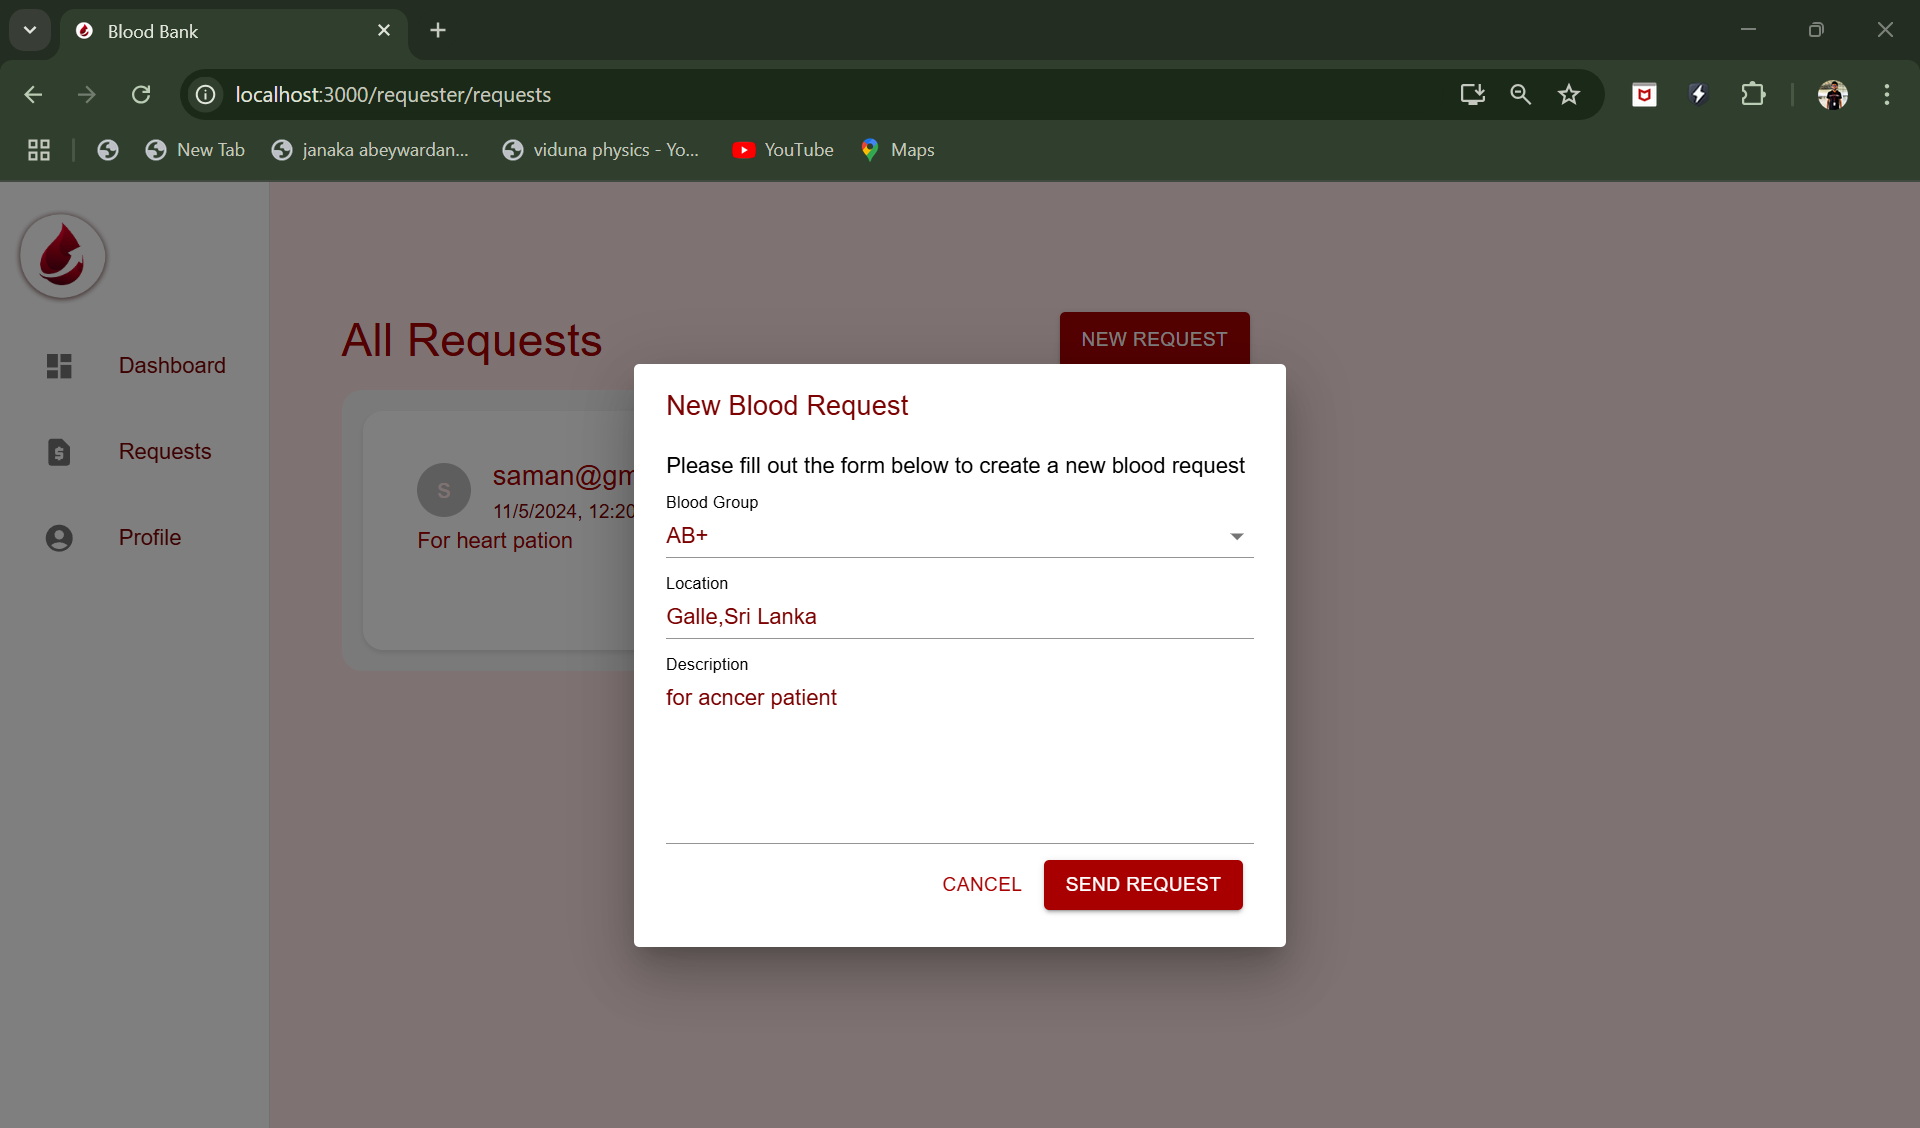 Blood Bank
localhost:3000/requester/requests
New Tab
janaka abeywardan...
viduna physics - Yo...
YouTube
Maps
Dashboard
Requests
Profile
All Requests
NEW REQUEST
S
saman@gm
11/5/2024, 12:20
For heart pation
New Blood Request
Please fill out the form below to create a new blood request
Blood Group
AB+
Location
Galle,Sri Lanka
Description
for acncer patient
CANCEL
SEND REQUEST